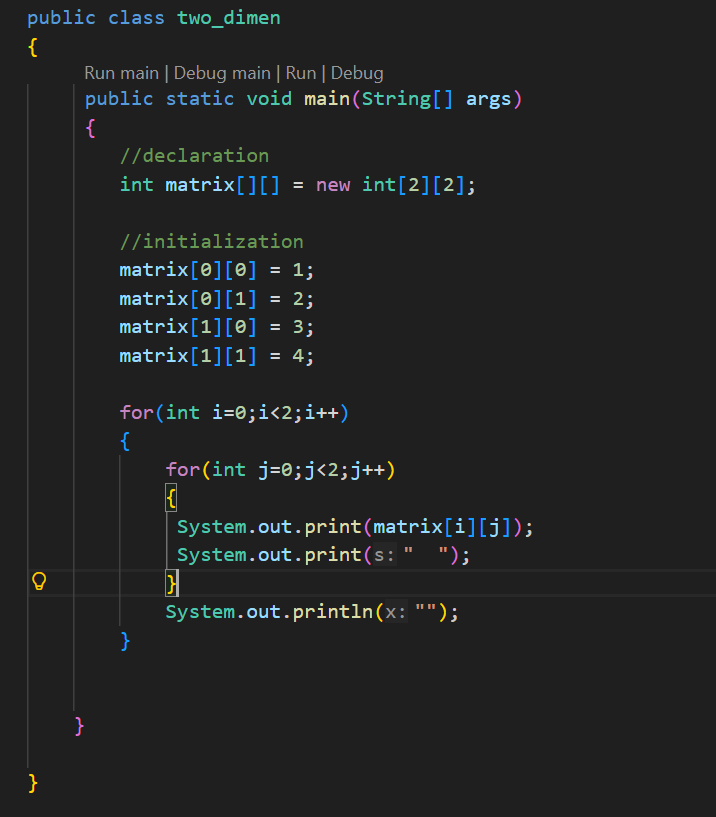 public class two_dimen
{
Run main | Debug main | Run | Debug
public static void main(String[] args)
{
//declaration
int matrix[][] = new int[2][2];
//initialization
matrix[0][0] = 1;
matrix[0][1] = 2;
matrix[1][0] = 3;
matrix[1][1] = 4;
for(int i=0;i<2;i++)
{
for(int j=0;j<2;j++)
{
System.out.print(matrix[i][j]);
System.out.print(s: "  ");
}
System.out.println(x: "");
}
}
}